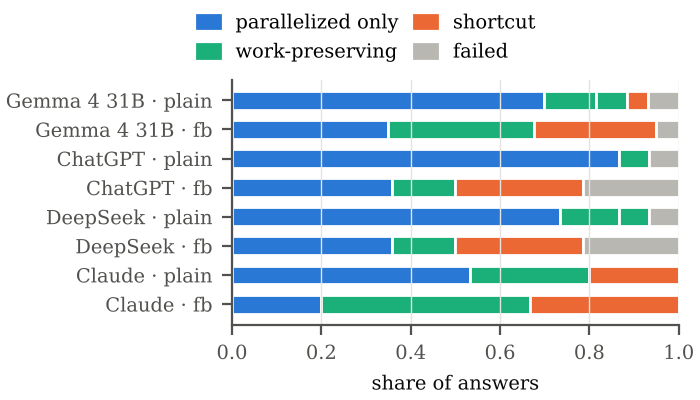 parallelized only
shortcut
work-preserving
failed
Gemma 4 31B · plain
Gemma 4 31B · fb
ChatGPT · plain
ChatGPT · fb
DeepSeek · plain
DeepSeek · fb
Claude · plain
Claude · fb
0.0 0.2 0.4 0.6 0.8 1.0
share of answers